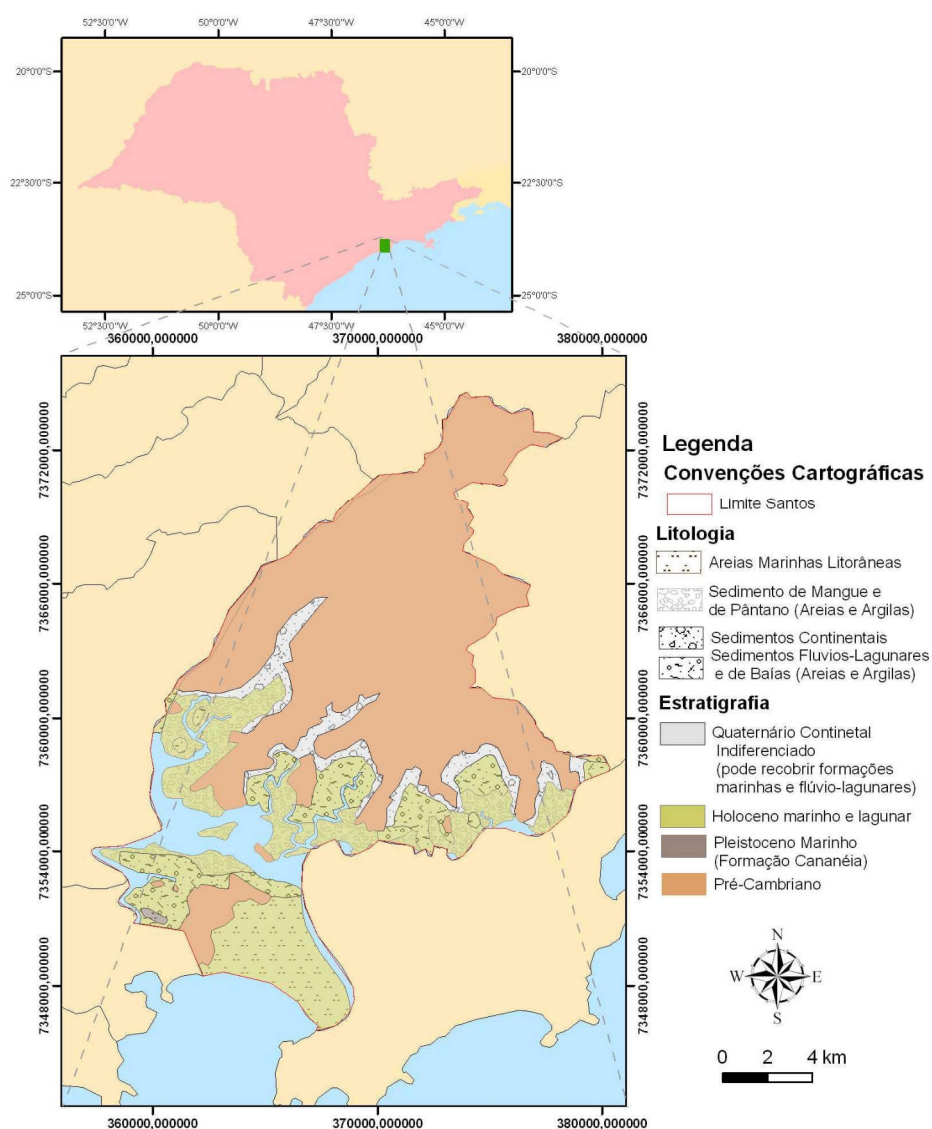 52°30'0"W 50°0'0"W 47°30'0"W 45°0'0"W
20°0'0"S 20°0'0"S
22°30'0"S 22°30'0"S
25°0'0"S 25°0'0"S
52°30'0"W 50°0'0"W 47°30'0"W 45°0'0"W
360000,000000 370000,000000 380000,000000
7372000,000000 7372000,000000
7366000,000000 7366000,000000
7360000,000000 7360000,000000
7354000,000000 7354000,000000
7348000,000000 7348000,000000
360000,000000 370000,000000 380000,000000
Legenda
Convenções Cartográficas
Limite Santos
Litologia
Areias Marinhas Litorâneas
Sedimento de Mangue e
de Pântano (Areias e Argilas)
Sedimentos Continentais
Sedimentos Fluvios-Lagunares
e de Baías (Areias e Argilas)
Estratigrafia
Quaternário Continetal
Indiferenciado
(pode recobrir formações
marinhas e flúvio-lagunares)
Holoceno marinho e lagunar
Pleistoceno Marinho
(Formação Cananéia)
Pré-Cambriano
N
W E
S
0 2 4 km